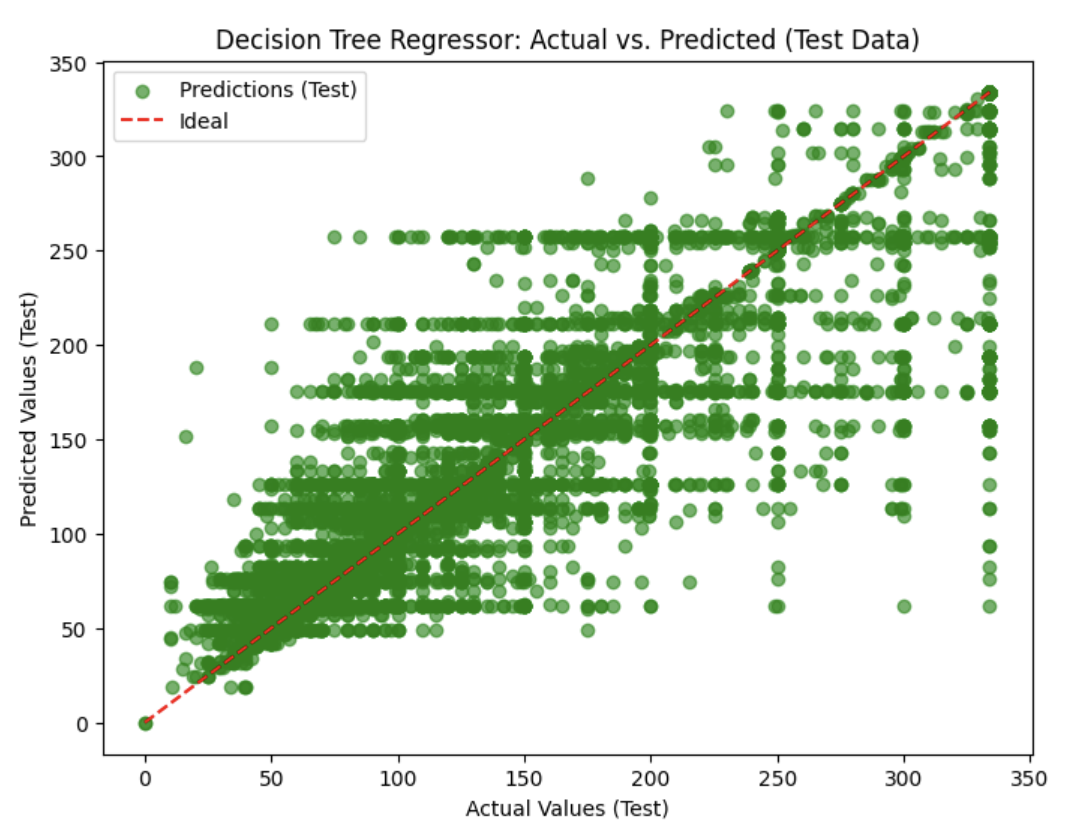 Decision Tree Regressor: Actual vs. Predicted (Test Data)
Predictions (Test)
Ideal
Predicted Values (Test)
350
300
250
200
150
100
50
0
0 50 100 150 200 250 300 350
Actual Values (Test)